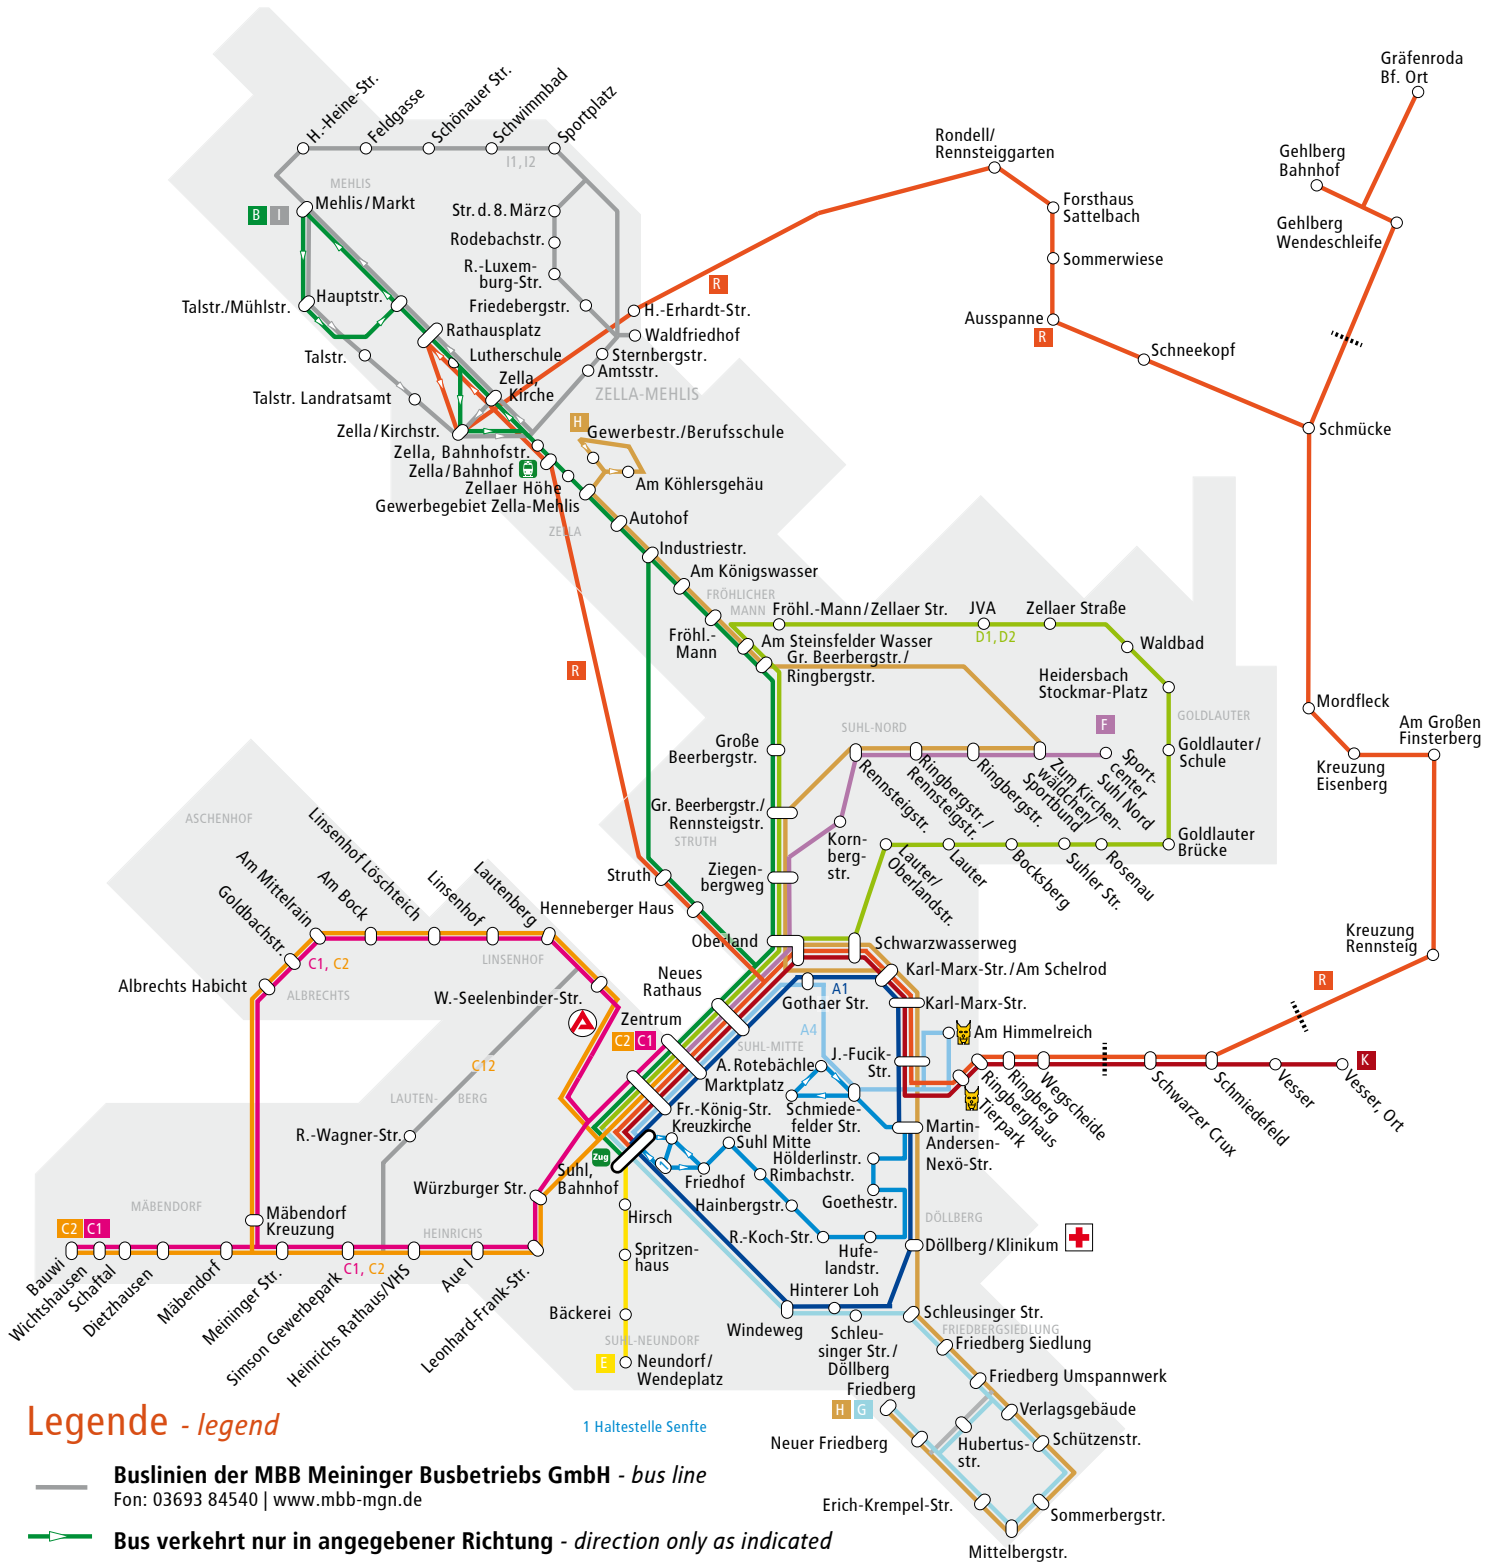 Gräfenroda
Bf. Ort
H.-Heine-Str.
Feldgasse
Schönauer Str.
Schwimmbad
Sportplatz
I1, I2
MEHLIS
B
I
Mehlis/Markt
Str. d. 8. März
Rodebachstr.
R.-Luxem-
burg-Str.
Friedebergstr.
Rondell/
Rennsteiggarten
Gehlberg
Bahnhof
Forsthaus
Sattelbach
Gehlberg
Wendeschleife
Sommerwiese
R
H.-Erhardt-Str.
Waldfriedhof
Sternbergstr.
Amtsstr.
Ausspanne
R
Schneekopf
Talstr./Mühlstr.
Hauptstr.
Rathausplatz
Talstr.
Lutherschule
Zella,
Kirche
Talstr. Landratsamt
ZELLA-MEHLIS
Zella/Kirchstr.
H
Gewerbestr./Berufsschule
Schmücke
Zella, Bahnhofstr.
Zella/Bahnhof
Zellaer Höhe
Am Köhlersgehäu
Gewerbegebiet Zella-Mehlis
Autohof
ZELLA
Industriestr.
Am Königswasser
FRÖHLICHER
MANN
Fröhl.-Mann/Zellaer Str.
JVA
Zellaer Straße
D1, D2
Fröhl.-
Mann
Am Steinsfelder Wasser
Waldbad
Gr. Beerbergstr./
Ringbergstr.
R
Heidersbach
Stockmar-Platz
GOLDLAUTER
SUHL-NORD
F
Mordfleck
Am Großen
Finsterberg
Große
Beerbergstr.
Goldlauter/
Schule
Kreuzung
Eisenberg
Rennsteigstr.
Ringbergstr./
Rennsteigstr.
Ringbergstr.
Zum Kirchen-
wäldchen/
Sportbund
Sport-
center
Suhl Nord
Gr. Beerbergstr./
Rennsteigstr.
STRUTH
Korn-
berg-
str.
Goldlauter
Brücke
Lauter/
Oberlandstr.
Lauter
Bocksberg
Suhler Str.
Rosenau
ASCHENHOF
Struth
Ziegen-
bergweg
Henneberger Haus
Oberland
Schwarzwasserweg
Kreuzung
Rennsteig
Am Mittelrain
Goldbachstr.
Am Bock
Linsenhof Löschteich
Linsenhof
Lautenberg
C1, C2
LINSENHOF
ALBRECHTS
Albrechts Habicht
W.-Seelenbinder-Str.
Neues
Rathaus
Karl-Marx-Str./Am Schelrod
A1
Gothaer Str.
Karl-Marx-Str.
R
Zentrum
C2
C1
A4
SUHL-MITTE
Am Himmelreich
J.-Fucik-
Str.
A. Rotebächle
Marktplatz
Schmiede-
felder Str.
K
Ringberghaus
Ringberg
Wegscheide
Tierpark
Schwarzer Crux
Schmiedefeld
Vesser
Vesser, Ort
C12
LAUTEN-
BERG
R.-Wagner-Str.
Fr.-König-Str.
Kreuzkirche
Suhl Mitte
Martin-
Andersen-
Nexö-Str.
Hölderlinstr.
Rimbachstr.
Zug
1
Suhl,
Bahnhof
Friedhof
Goethestr.
Hainbergstr.
Würzburger Str.
MÄBENDORF
Mäbendorf
Kreuzung
HEINRICHS
Hirsch
DÖLLBERG
C2
C1
R.-Koch-Str.
Hufe-
landstr.
Döllberg/Klinikum
Spritzen-
haus
C1, C2
Bauwi
Wichtshausen
Schaftal
Dietzhausen
Mäbendorf
Meininger Str.
Simson Gewerbepark
Heinrichs Rathaus/VHS
Aue I
Leonhard-Frank-Str.
Hinterer Loh
Bäckerei
Windeweg
Schleu-
singer Str./
Döllberg
Schleusinger Str.
FRIEDBERGSIEDLUNG
Friedberg Siedlung
SUHL-NEUNDORF
E
Neundorf/
Wendeplatz
Friedberg Umspannwerk
Friedberg
H
G
Verlagsgebäude
Neuer Friedberg
Hubertus-
str.
Schützenstr.
Erich-Krempel-Str.
Sommerbergstr.
Mittelbergstr.
Legende - legend
1 Haltestelle Senfte
Buslinien der MBB Meininger Busbetriebs GmbH - bus line
Fon: 03693 84540 | www.mbb-mgn.de
Bus verkehrt nur in angegebener Richtung - direction only as indicated